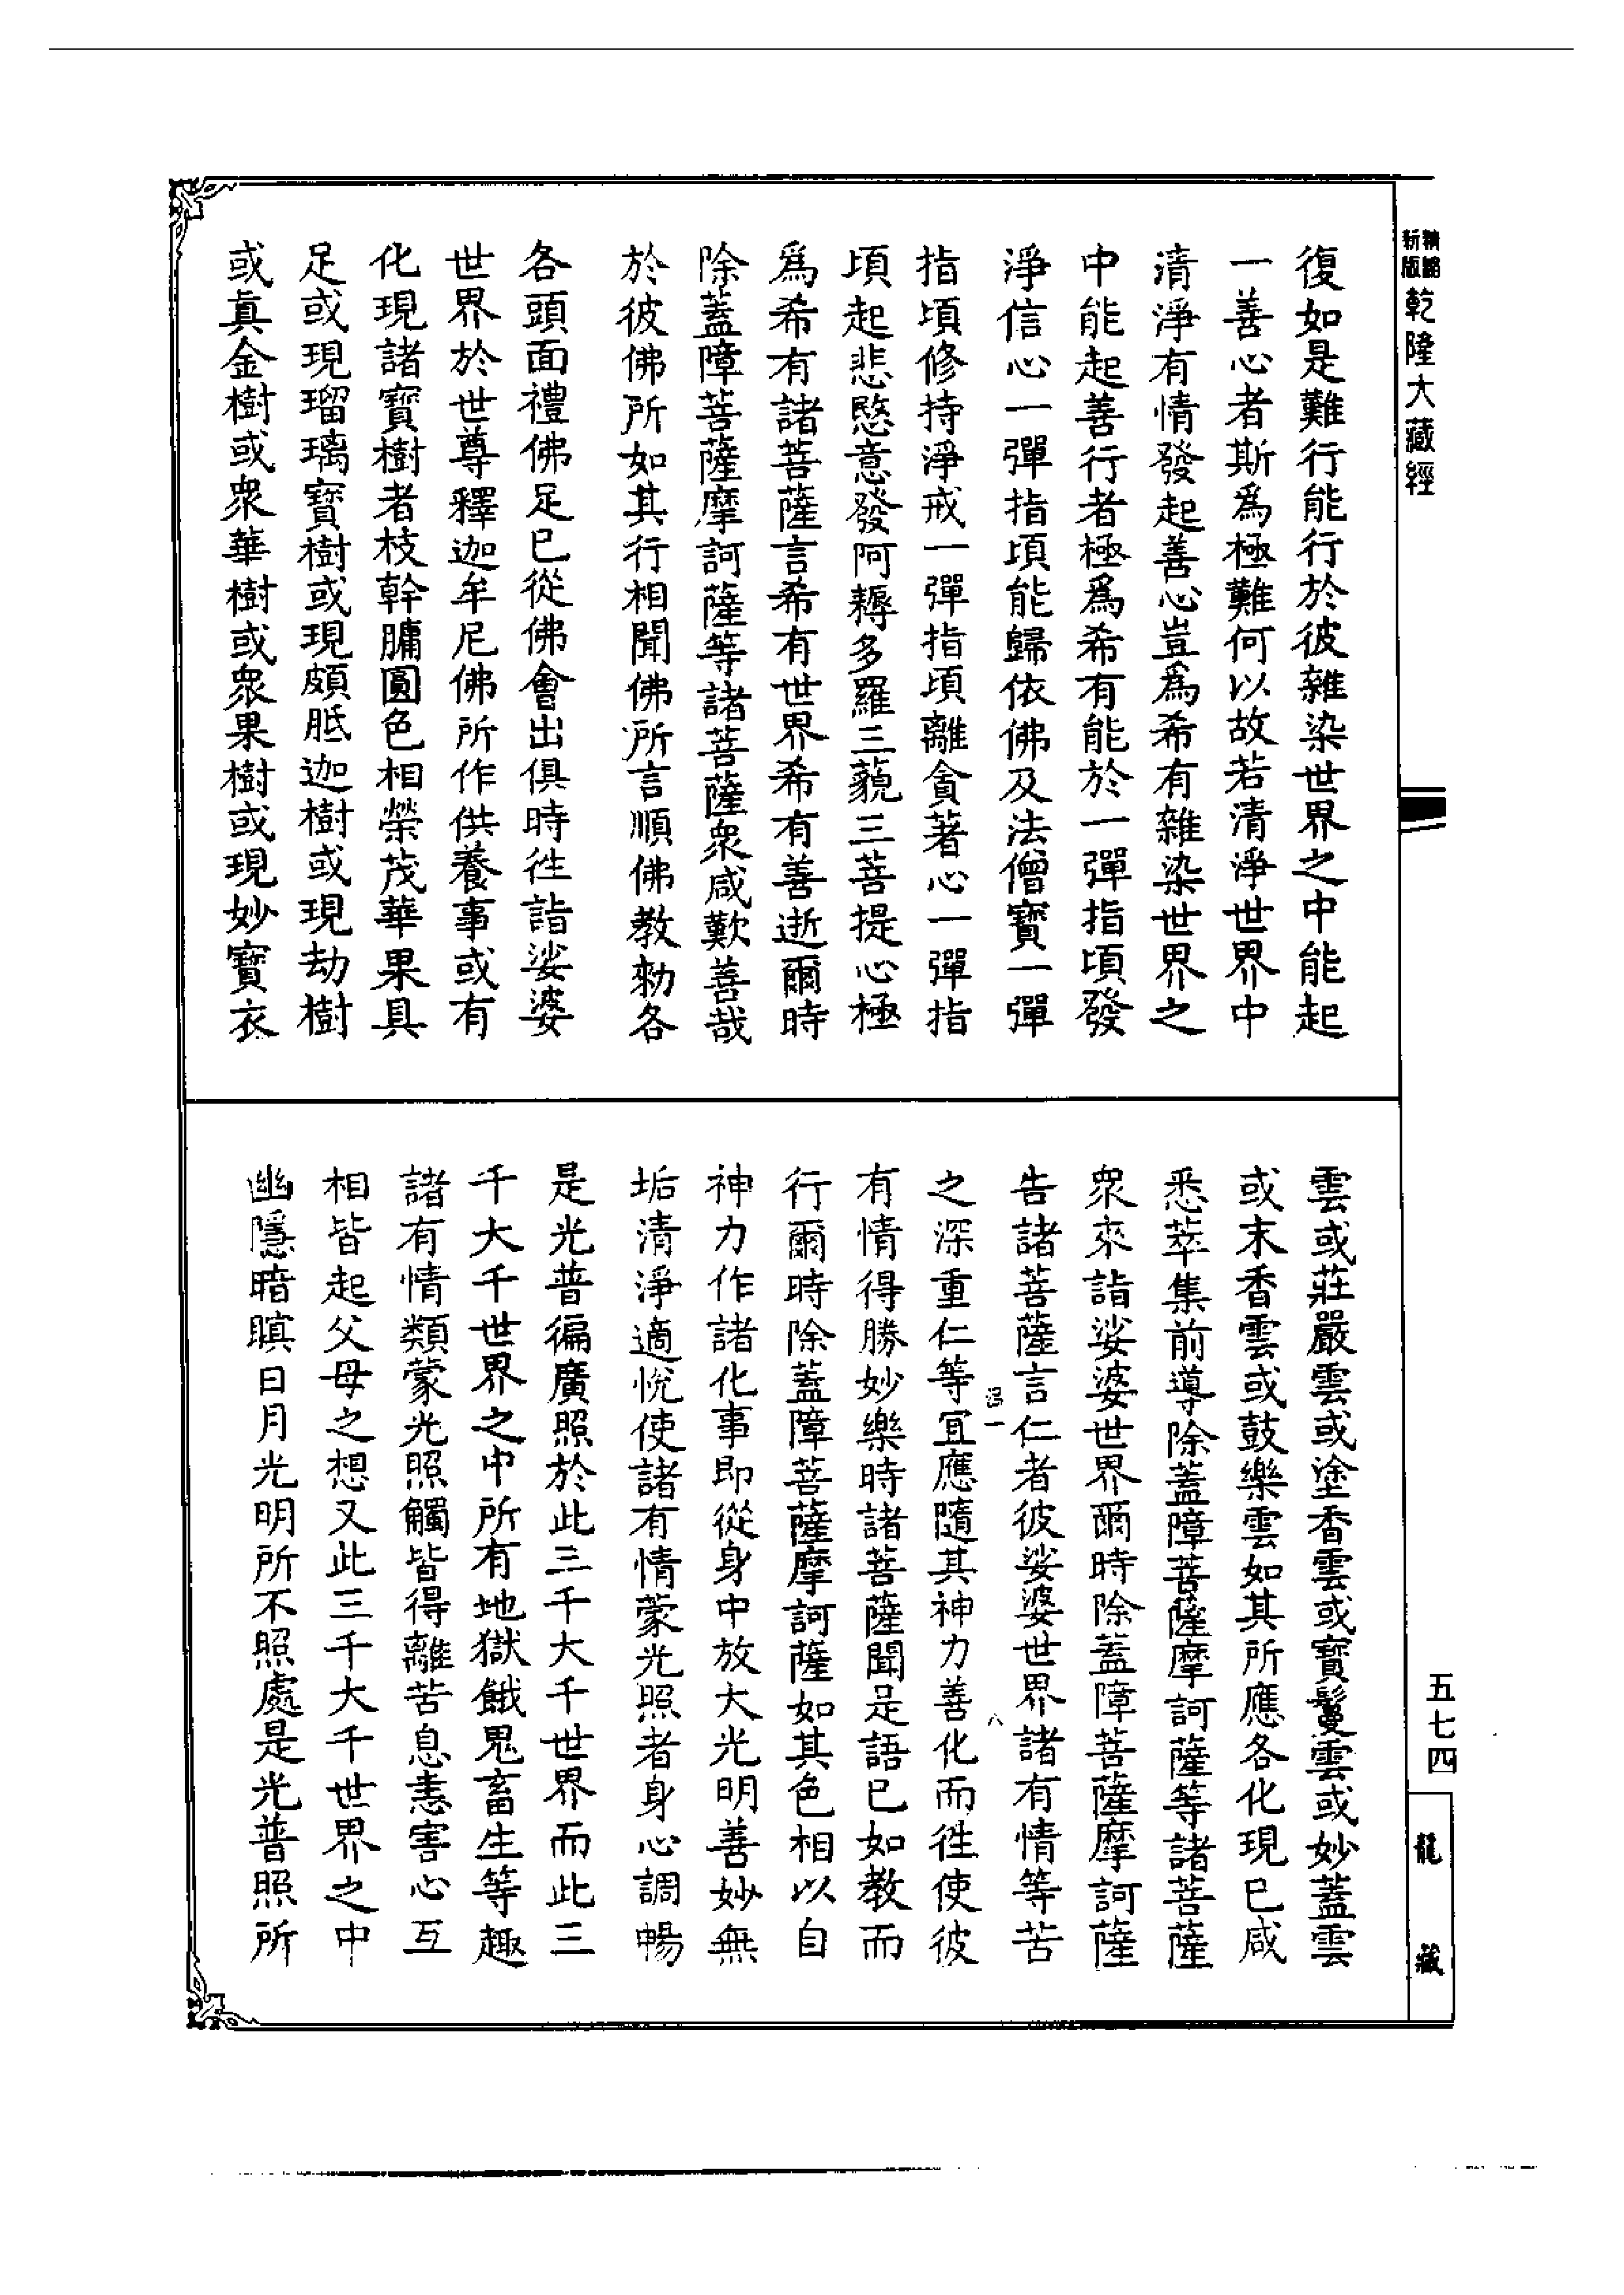 新版 精縮 乾隆大藏經
復如是難行能行於彼雜染世界之中能起
一善心者斯爲極難何以故若清淨世界中
清淨有情發起善心豈爲希有雜染世界之
中能起善行者極爲希有能於一彈指頃發
淨信心一彈指頃能歸依佛及法僧寶一彈
指頃修持淨戒一彈指頃離貪著心一彈指
頃起悲愍意發阿耨多羅三藐三菩提心極
爲希有諸菩薩言希有世界希有善逝爾時
除蓋障菩薩摩訶薩等諸菩薩衆咸歎善哉
於彼佛所如其行相聞佛所言順佛教勑各
各頭面禮佛足已從佛會出俱時徃詣娑婆
世界於世尊釋迦牟尼佛所作供養事或有
化現諸寶樹者枝幹牗圓色相榮茂華果具
足或現瑠璃寶樹或現頗胝迦樹或現劫樹
或眞金樹或衆華樹或衆果樹或現妙寶衣
雲或莊嚴雲或塗香雲或寶鬘雲或妙蓋雲
或末香雲或鼓樂雲如其所應各化現已咸
悉萃集前導除蓋障菩薩摩訶薩等諸菩薩
衆來詣娑婆世界爾時除蓋障菩薩摩訶薩
告諸菩薩言仁者彼娑婆世界諸有情等苦
之深重仁等宜應隨其神力善化而徃使彼
有情得勝妙樂時諸菩薩聞是語已如教而
行爾時除蓋障菩薩摩訶薩如其色相以自
神力作諸化事即從身中放大光明善妙無
垢清淨適悅使諸有情蒙光照者身心調暢
是光普徧廣照於此三千大千世界而此三
千大千世界之中所有地獄餓鬼畜生等趣
諸有情類蒙光照觸皆得離苦息恚害心互
相皆起父母之想又此三千大千世界之中
幽隱暗瞑日月光明所不照處是光普照所
一
八
五七四
龍藏